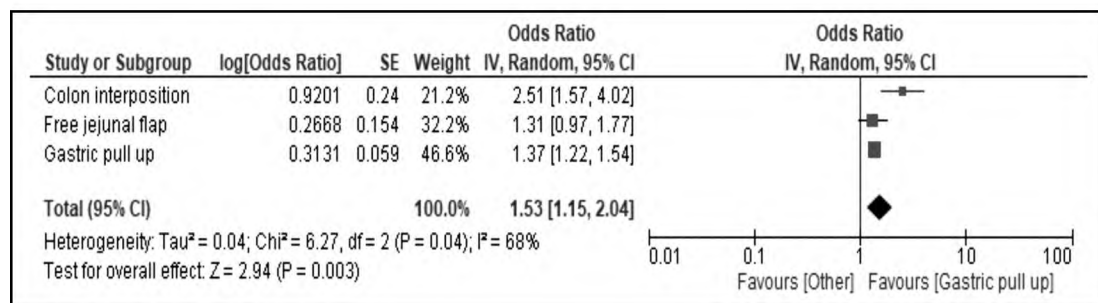 Odds Ratio Odds Ratio
Study or Subgroup log[Odds Ratio] SE Weight IV, Random, 95% CI IV, Random, 95% CI
Colon interposition 0.9201 0.24 21.2% 2.51 [1.57, 4.02]
Free jejunal flap 0.2668 0.154 32.2% 1.31 [0.97, 1.77]
Gastric pull up 0.3131 0.059 46.6% 1.37 [1.22, 1.54]
Total (95% CI) 100.0% 1.53 [1.15, 2.04]
Heterogeneity: Tau² = 0.04; Chi² = 6.27, df = 2 (P = 0.04); I² = 68%
Test for overall effect: Z = 2.94 (P = 0.003)
0.01 0.1 1 10 100
Favours [Other] Favours [Gastric pull up]